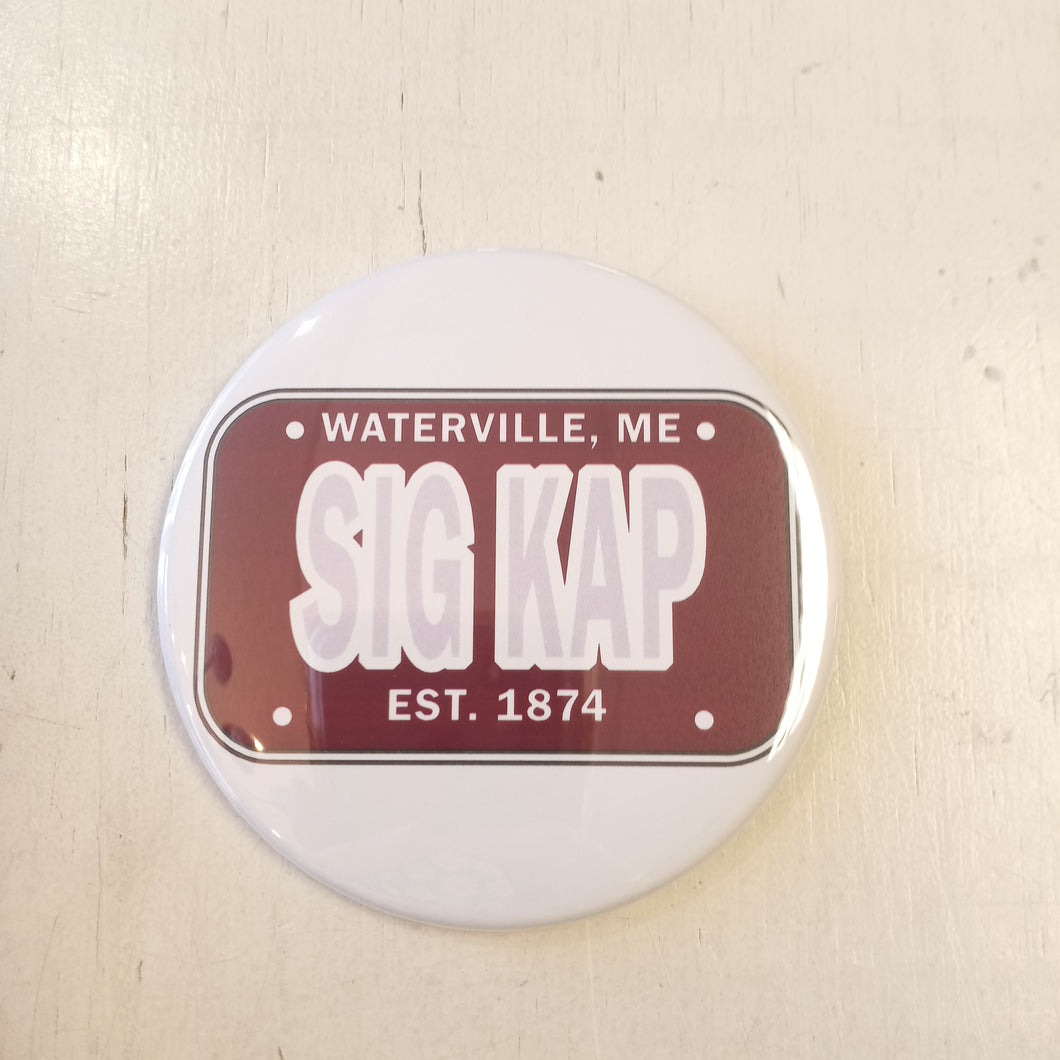 WATERVILLE, ME
SIG KAP
EST. 1874